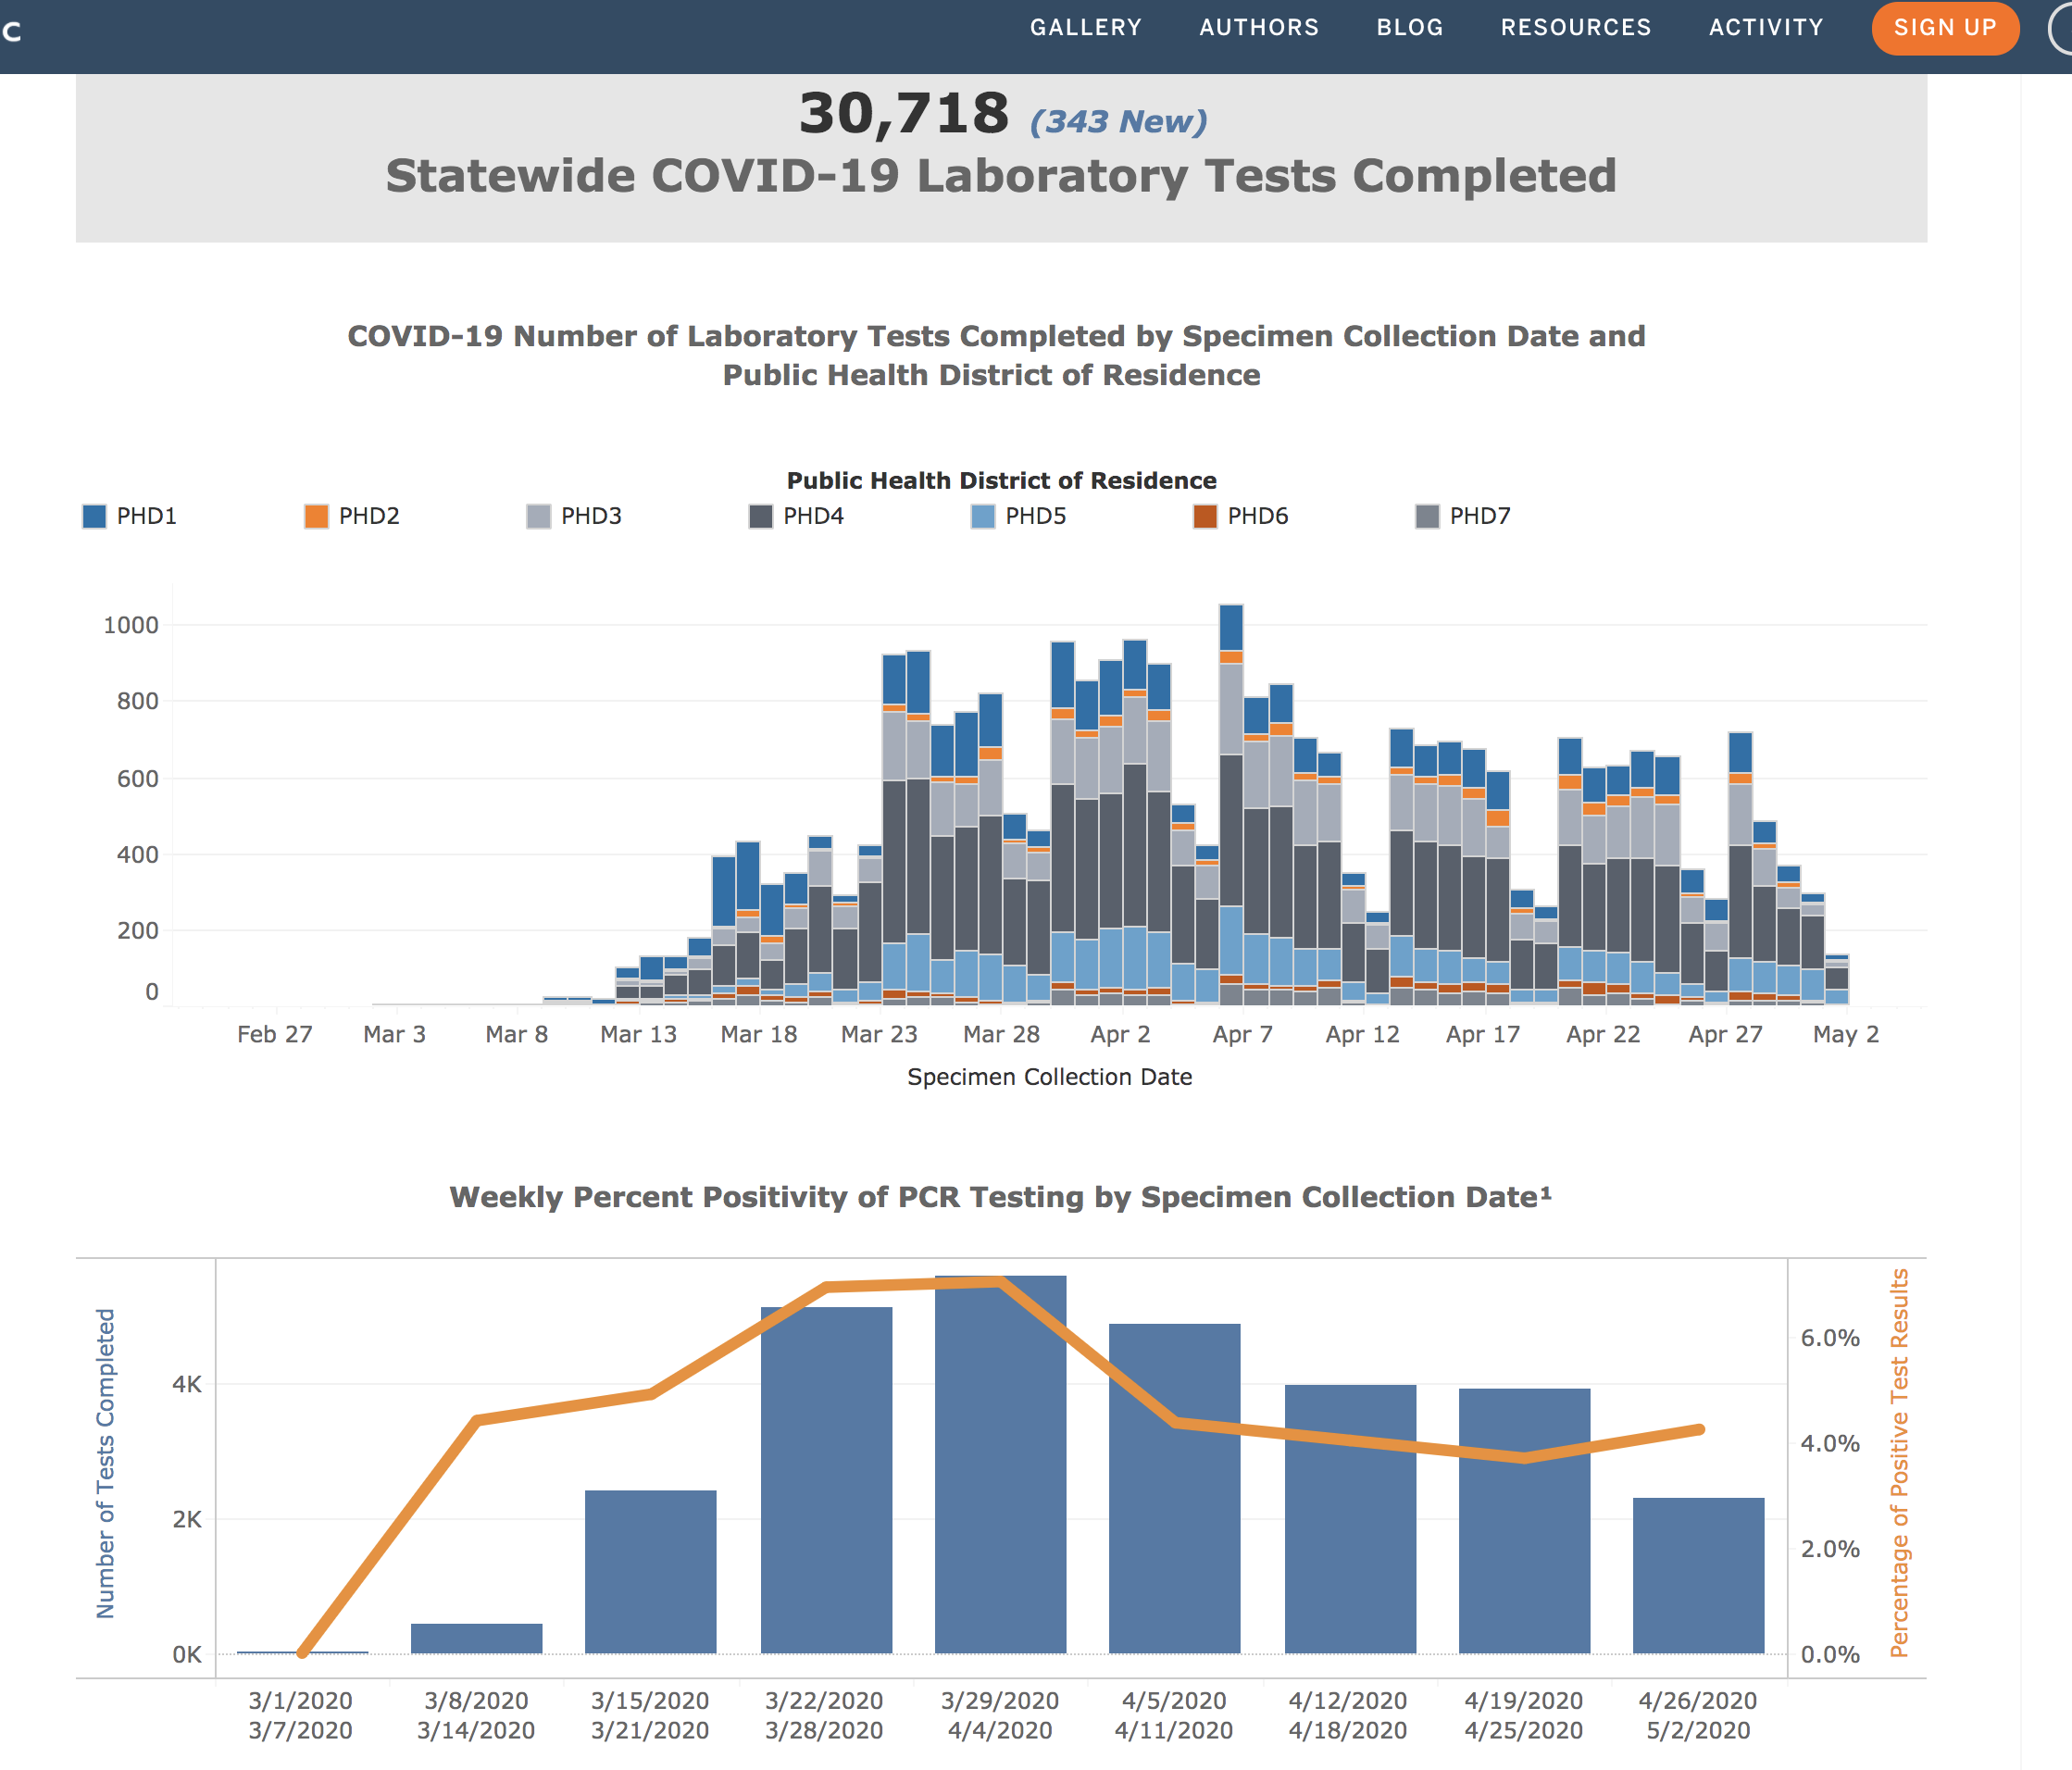 C
GALLERY AUTHORS BLOG RESOURCES ACTIVITY SIGN UP
30,718 (343 New)
Statewide COVID-19 Laboratory Tests Completed
COVID-19 Number of Laboratory Tests Completed by Specimen Collection Date and
Public Health District of Residence
Public Health District of Residence
PHD1 PHD2 PHD3 PHD4 PHD5 PHD6 PHD7
1000
800
600
400
200
0
Feb 27 Mar 3 Mar 8 Mar 13 Mar 18 Mar 23 Mar 28 Apr 2 Apr 7 Apr 12 Apr 17 Apr 22 Apr 27 May 2
Specimen Collection Date
Weekly Percent Positivity of PCR Testing by Specimen Collection Date¹
Number of Tests Completed
4K
2K
0K
6.0%
4.0%
2.0%
0.0%
Percentage of Positive Test Results
3/1/2020 3/8/2020 3/15/2020 3/22/2020 3/29/2020 4/5/2020 4/12/2020 4/19/2020 4/26/2020
3/7/2020 3/14/2020 3/21/2020 3/28/2020 4/4/2020 4/11/2020 4/18/2020 4/25/2020 5/2/2020